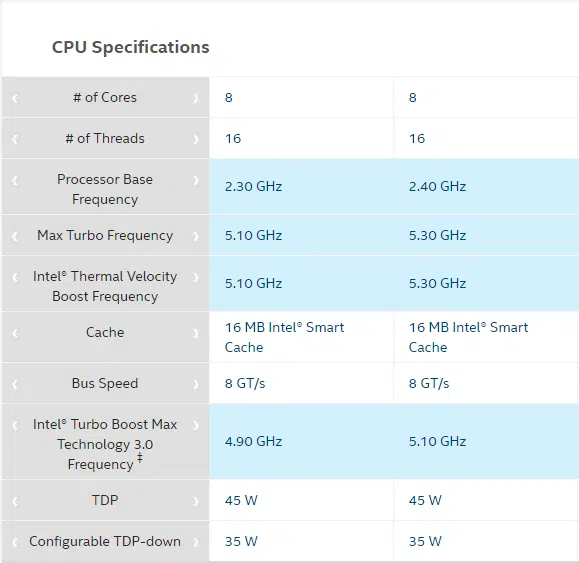 CPU Specifications
# of Cores 8 8
# of Threads 16 16
Processor Base
Frequency
2.30 GHz 2.40 GHz
Max Turbo Frequency 5.10 GHz 5.30 GHz
Intel® Thermal Velocity
Boost Frequency
5.10 GHz 5.30 GHz
Cache
16 MB Intel® Smart
Cache
16 MB Intel® Smart
Cache
Bus Speed 8 GT/s 8 GT/s
Intel® Turbo Boost Max
Technology 3.0
Frequency ‡
4.90 GHz 5.10 GHz
TDP 45 W 45 W
Configurable TDP-down 35 W 35 W